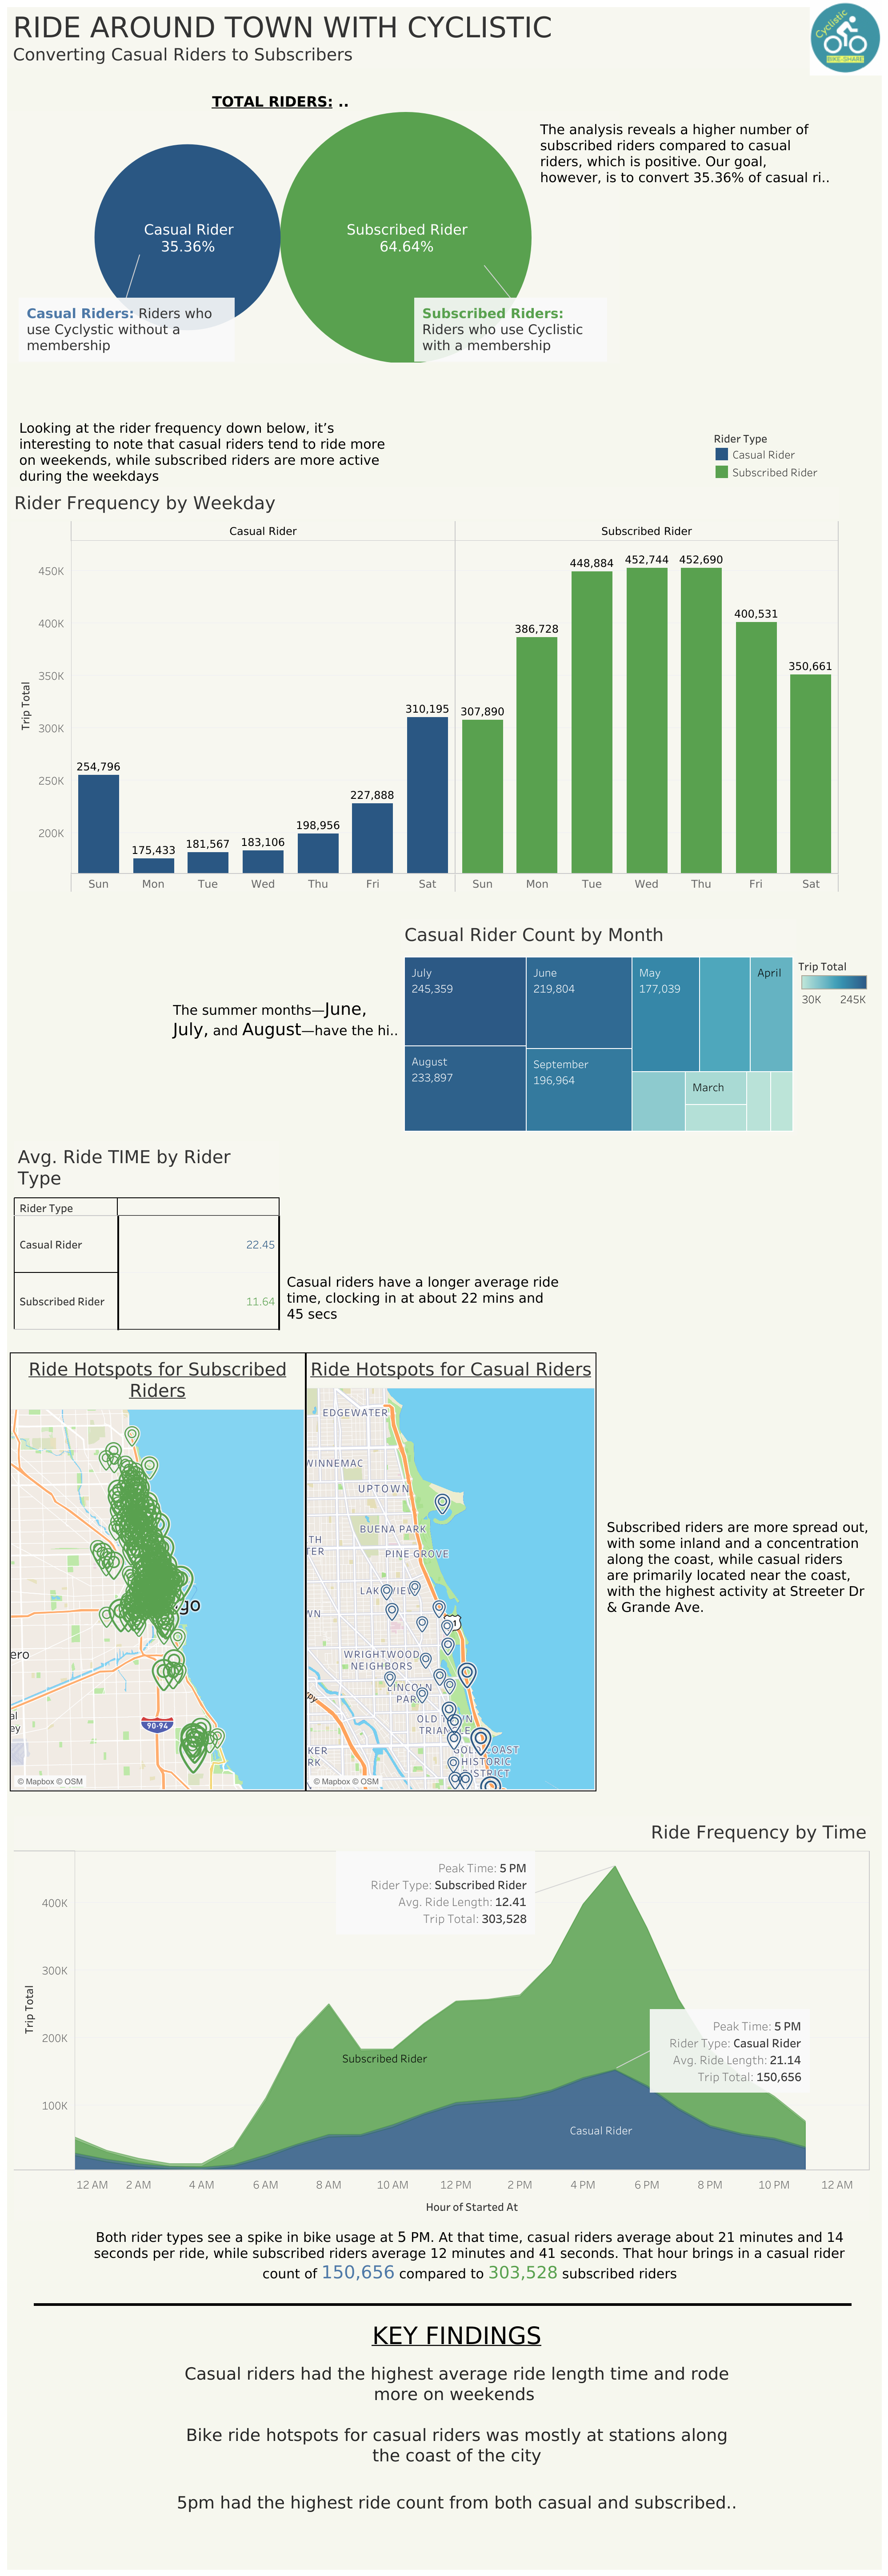 RIDE AROUND TOWN WITH CYCLISTIC
Converting Casual Riders to Subscribers
Cyclistic
BIKE-SHARE
TOTAL RIDERS: ..
The analysis reveals a higher number of
subscribed riders compared to casual
riders, which is positive. Our goal,
however, is to convert 35.36% of casual ri..
Casual Rider
35.36%
Subscribed Rider
64.64%
Casual Riders: Riders who
use Cyclystic without a
membership
Subscribed Riders:
Riders who use Cyclistic
with a membership
Looking at the rider frequency down below, it’s
interesting to note that casual riders tend to ride more
on weekends, while subscribed riders are more active
during the weekdays
Rider Type
Casual Rider
Subscribed Rider
Rider Frequency by Weekday
Casual Rider
Subscribed Rider
Trip Total
450K
400K
350K
300K
250K
200K
254,796
175,433
181,567
183,106
198,956
227,888
310,195
307,890
386,728
448,884
452,744
452,690
400,531
350,661
Sun Mon Tue Wed Thu Fri Sat
Sun Mon Tue Wed Thu Fri Sat
Casual Rider Count by Month
The summer months—June,
July, and August—have the hi..
July
245,359
August
233,897
June
219,804
September
196,964
May
177,039
April
March
Trip Total
30K 245K
Avg. Ride TIME by Rider
Type
Rider Type
Casual Rider 22.45
Subscribed Rider 11.64
Casual riders have a longer average ride
time, clocking in at about 22 mins and
45 secs
Ride Hotspots for Subscribed
Riders
go
ero
al
ey
90-94
© Mapbox © OSM
Ride Hotspots for Casual Riders
EDGEWATER
WINNEMAC
UPTOWN
BUENA PARK
TH
TER
PINE GROVE
LAKEVIEW
WN
1
WRIGHTWOOD
NEIGHBORS
LINCOLN
PARK
py
OLD TOWN
TRIANGLE
KER
RK
GOLD COAST
HISTORIC
DISTRICT
© Mapbox © OSM
Subscribed riders are more spread out,
with some inland and a concentration
along the coast, while casual riders
are primarily located near the coast,
with the highest activity at Streeter Dr
& Grande Ave.
Ride Frequency by Time
Peak Time: 5 PM
Rider Type: Subscribed Rider
Avg. Ride Length: 12.41
Trip Total: 303,528
Peak Time: 5 PM
Rider Type: Casual Rider
Avg. Ride Length: 21.14
Trip Total: 150,656
Trip Total
400K
300K
200K
100K
Subscribed Rider
Casual Rider
12 AM 2 AM 4 AM 6 AM 8 AM 10 AM 12 PM 2 PM 4 PM 6 PM 8 PM 10 PM 12 AM
Hour of Started At
Both rider types see a spike in bike usage at 5 PM. At that time, casual riders average about 21 minutes and 14
seconds per ride, while subscribed riders average 12 minutes and 41 seconds. That hour brings in a casual rider
count of 150,656 compared to 303,528 subscribed riders
KEY FINDINGS
Casual riders had the highest average ride length time and rode
more on weekends
Bike ride hotspots for casual riders was mostly at stations along
the coast of the city
5pm had the highest ride count from both casual and subscribed..